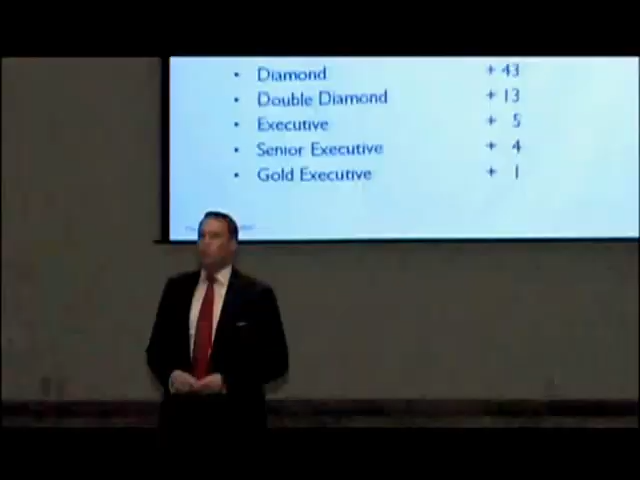 • Diamond + 43
• Double Diamond + 13
• Executive + 5
• Senior Executive + 4
• Gold Executive + 1